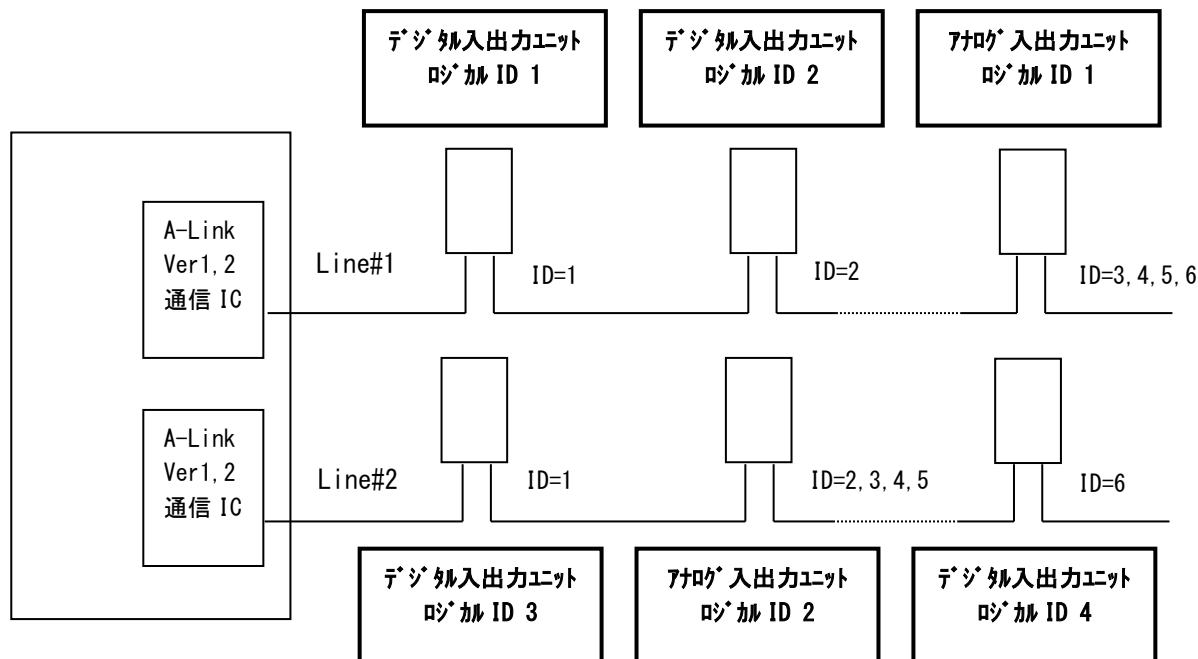 ﾃﾞｼﾞﾀﾙ入出力ﾕﾆｯﾄ
ﾛｼﾞｶﾙ ID 1
ﾃﾞｼﾞﾀﾙ入出力ﾕﾆｯﾄ
ﾛｼﾞｶﾙ ID 2
ｱﾅﾛｸﾞ入出力ﾕﾆｯﾄ
ﾛｼﾞｶﾙ ID 1
A-Link
Ver1,2
通信 IC
Line#1
ID=1
ID=2
ID=3,4,5,6
A-Link
Ver1,2
通信 IC
Line#2
ID=1
ID=2,3,4,5
ID=6
ﾃﾞｼﾞﾀﾙ入出力ﾕﾆｯﾄ
ﾛｼﾞｶﾙ ID 3
ｱﾅﾛｸﾞ入出力ﾕﾆｯﾄ
ﾛｼﾞｶﾙ ID 2
ﾃﾞｼﾞﾀﾙ入出力ﾕﾆｯﾄ
ﾛｼﾞｶﾙ ID 4